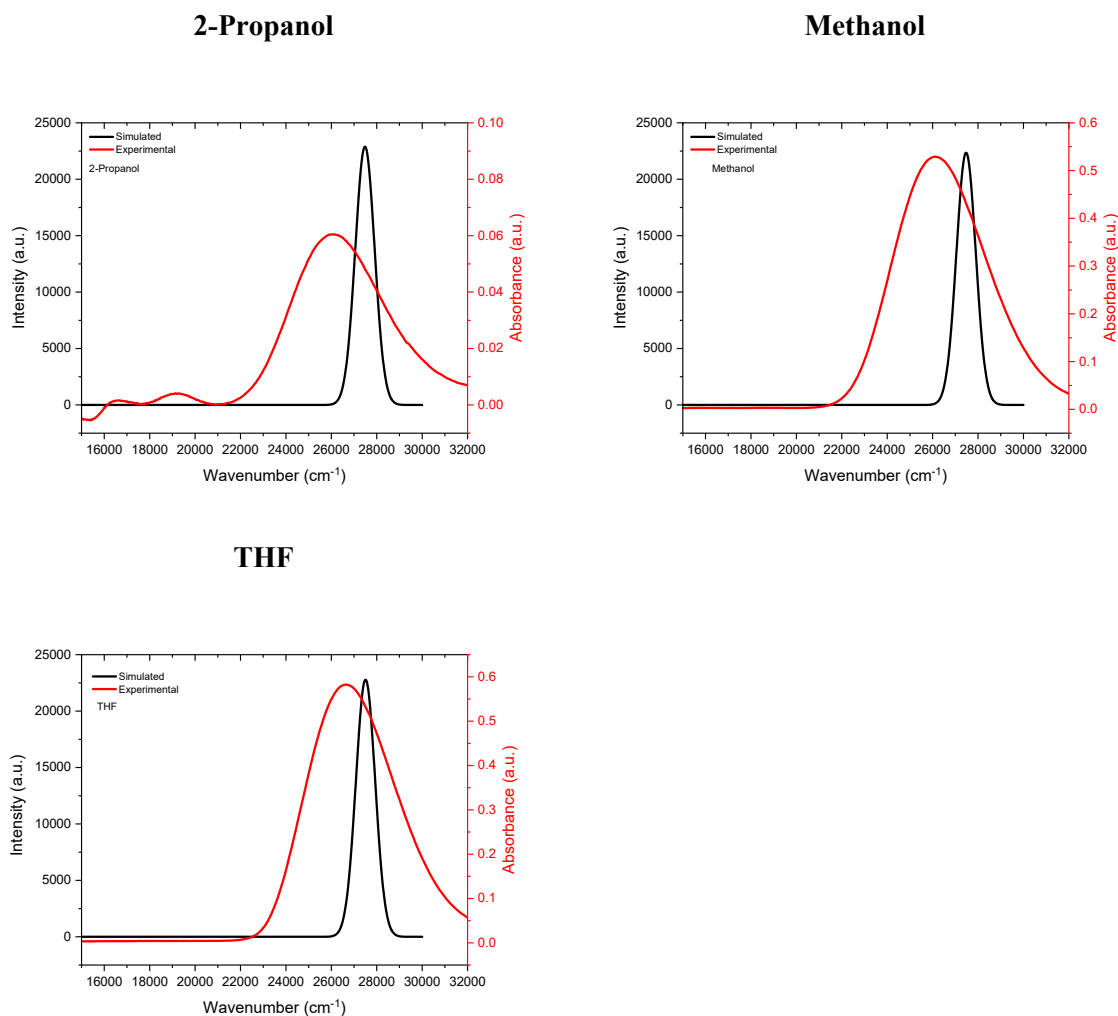 2-Propanol
Methanol
25000
20000
15000
10000
5000
0
Intensity (a.u.)
Simulated
Experimental
2-Propanol
0.10
0.08
0.06
0.04
0.02
0.00
Absorbance (a.u.)
16000 18000 20000 22000 24000 26000 28000 30000 32000
Wavenumber (cm⁻¹)
25000
20000
15000
10000
5000
0
Intensity (a.u.)
Simulated
Experimental
Methanol
0.6
0.5
0.4
0.3
0.2
0.1
0.0
Absorbance (a.u.)
16000 18000 20000 22000 24000 26000 28000 30000 32000
Wavenumber (cm⁻¹)
THF
25000
20000
15000
10000
5000
0
Intensity (a.u.)
Simulated
Experimental
THF
0.6
0.5
0.4
0.3
0.2
0.1
0.0
Absorbance (a.u.)
16000 18000 20000 22000 24000 26000 28000 30000 32000
Wavenumber (cm⁻¹)